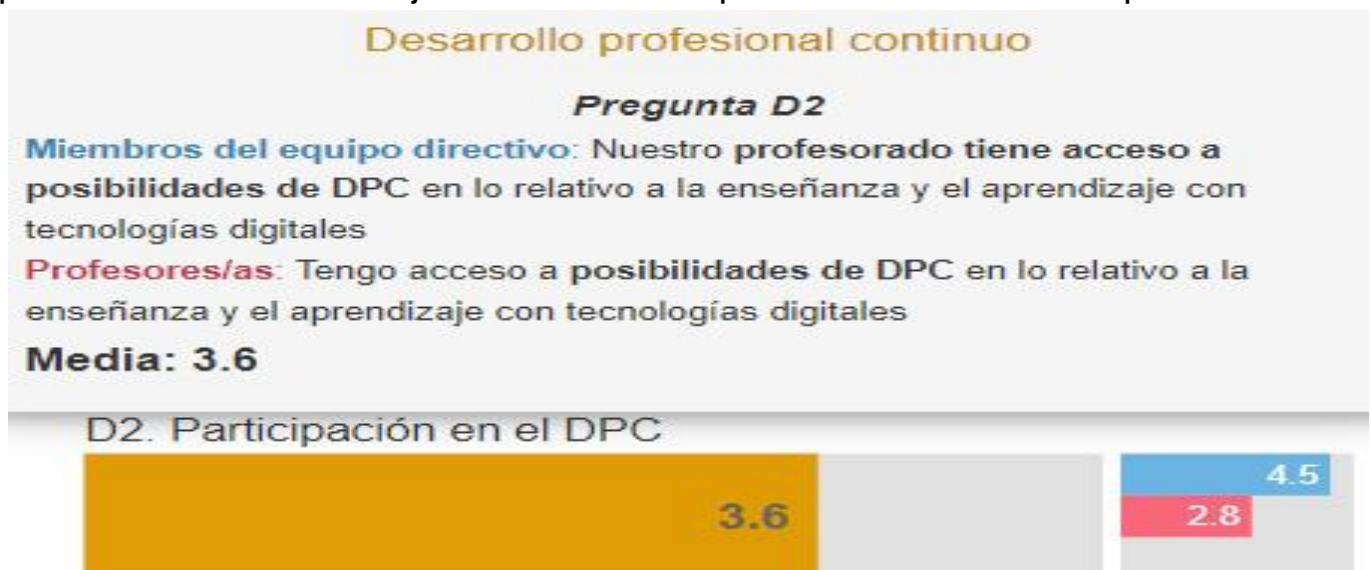 Desarrollo profesional continuo
Pregunta D2
Miembros del equipo directivo: Nuestro profesorado tiene acceso a
posibilidades de DPC en lo relativo a la enseñanza y el aprendizaje con
tecnologías digitales
Profesores/as: Tengo acceso a posibilidades de DPC en lo relativo a la
enseñanza y el aprendizaje con tecnologías digitales
Media: 3.6
D2. Participación en el DPC
3.6
4.5
2.8